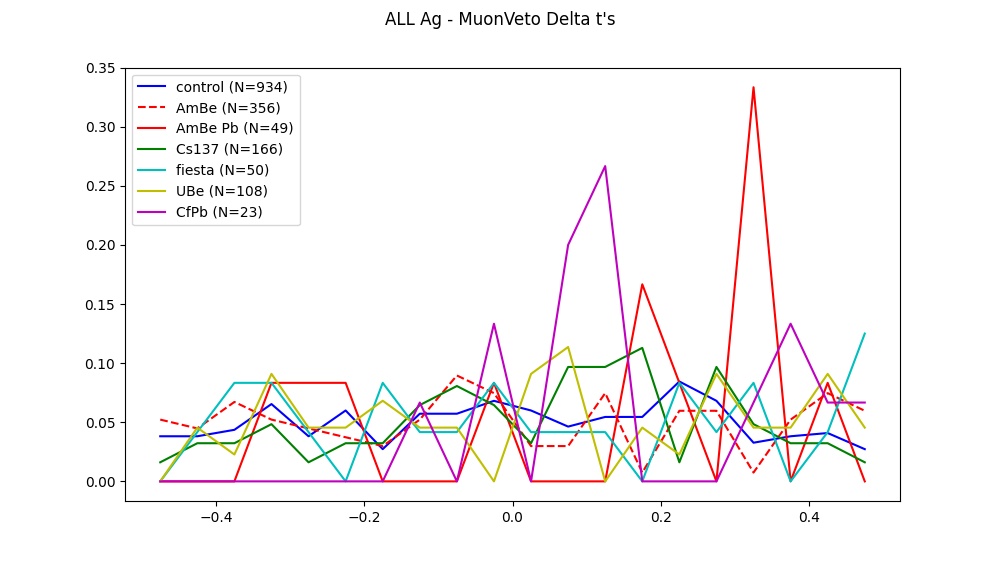 ALL Ag - MuonVeto Delta t's
0.35
0.30
0.25
0.20
0.15
0.10
0.05
0.00
control (N=934)
AmBe (N=356)
AmBe Pb (N=49)
Cs137 (N=166)
fiesta (N=50)
UBe (N=108)
CfPb (N=23)
−0.4
−0.2
0.0
0.2
0.4